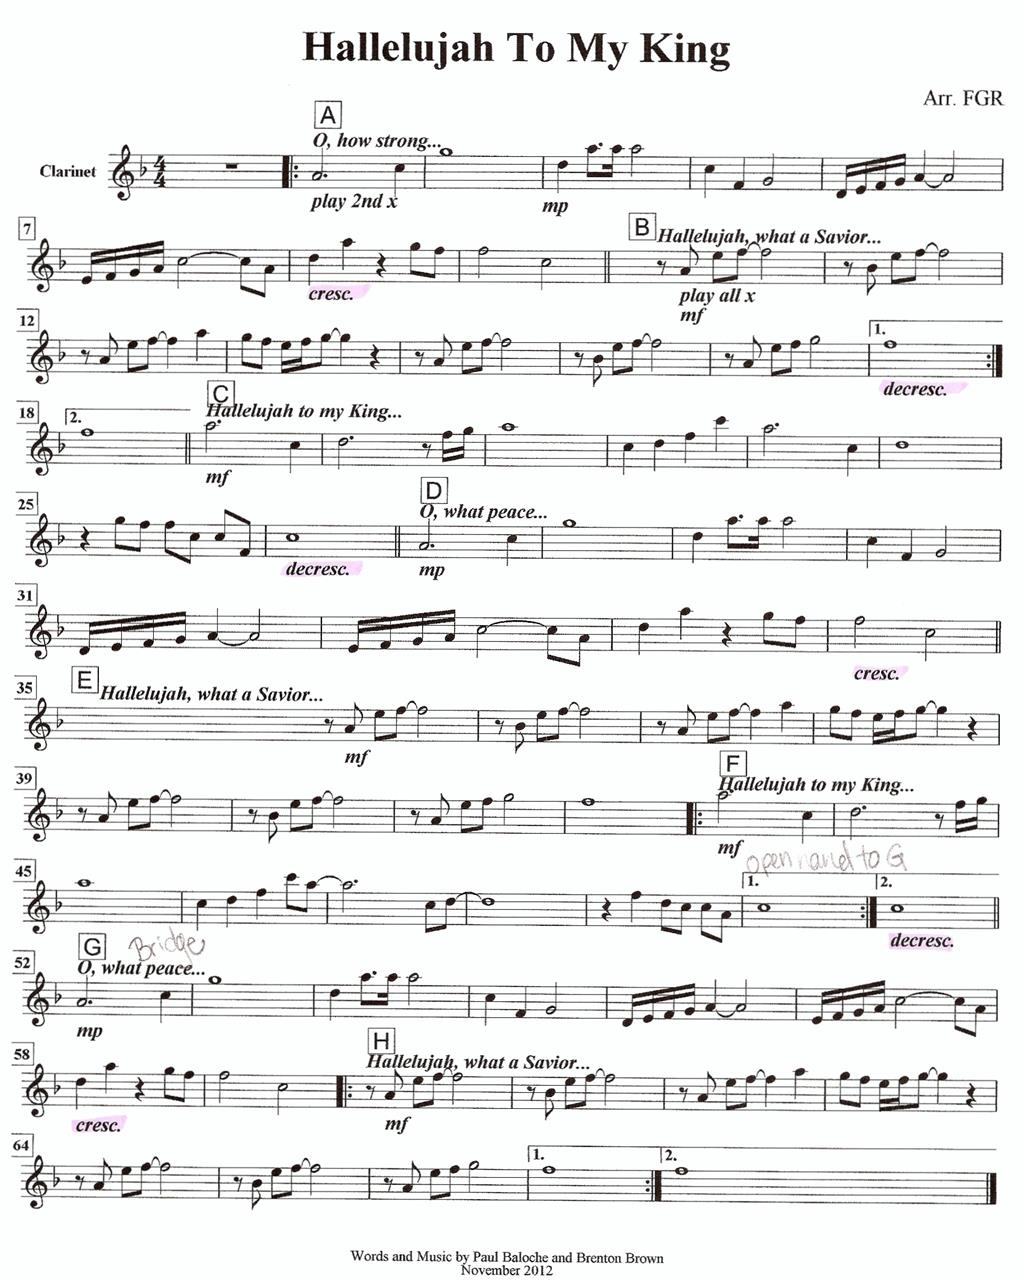 Hallelujah To My King
Arr. FGR
A
O, how strong...
Clarinet
play 2nd x
mp
7
B
Hallelujah, what a Savior...
cresc.
play all x
mf
12
1.
decresc.
18
2.
C
Hallelujah to my King...
mf
25
D
O, what peace...
decresc.
mp
31
cresc.
35
E
Hallelujah, what a Savior...
mf
39
F
Hallelujah to my King...
mf
open hand to G
45
1.
2.
decresc.
52
G
Bridge
O, what peace...
mp
58
H
Hallelujah, what a Savior...
cresc.
mf
64
1.
2.
Words and Music by Paul Baloche and Brenton Brown
November 2012